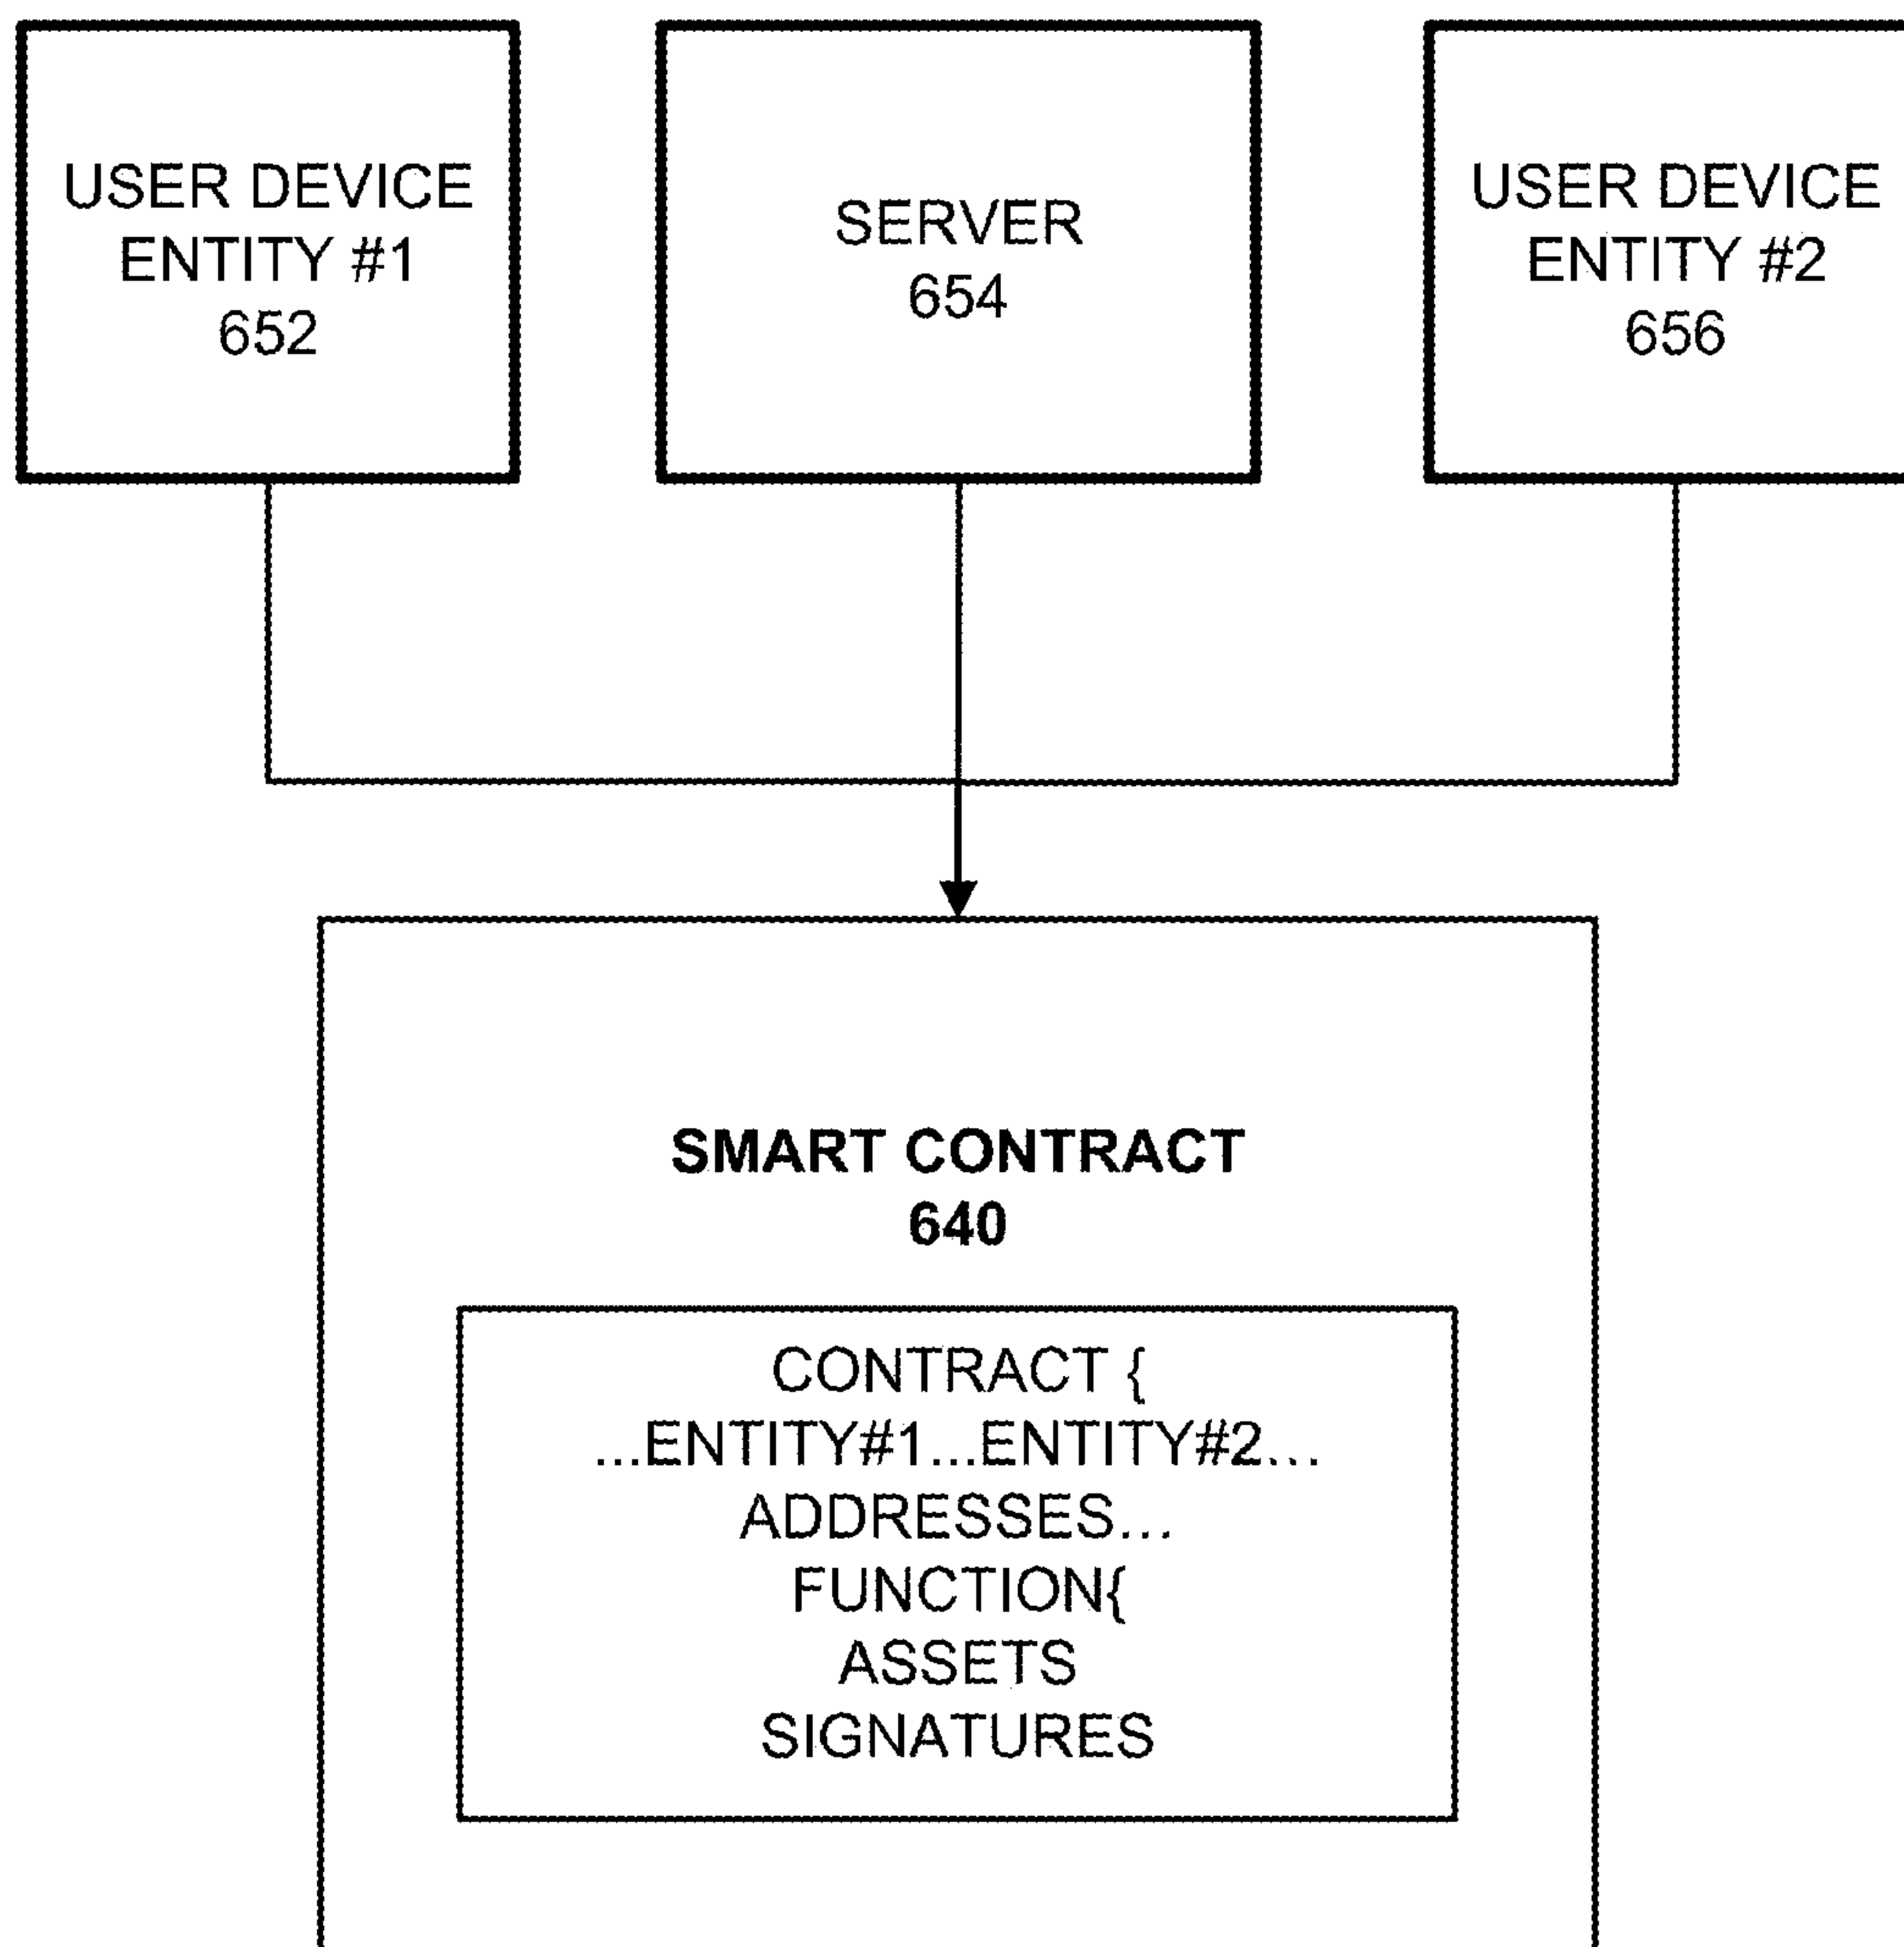 USER DEVICE
ENTITY #1
652
SERVER
654
USER DEVICE
ENTITY #2
656
SMART CONTRACT
640
CONTRACT {
...ENTITY#1...ENTITY#2...
ADDRESSES...
FUNCTION{
ASSETS
SIGNATURES